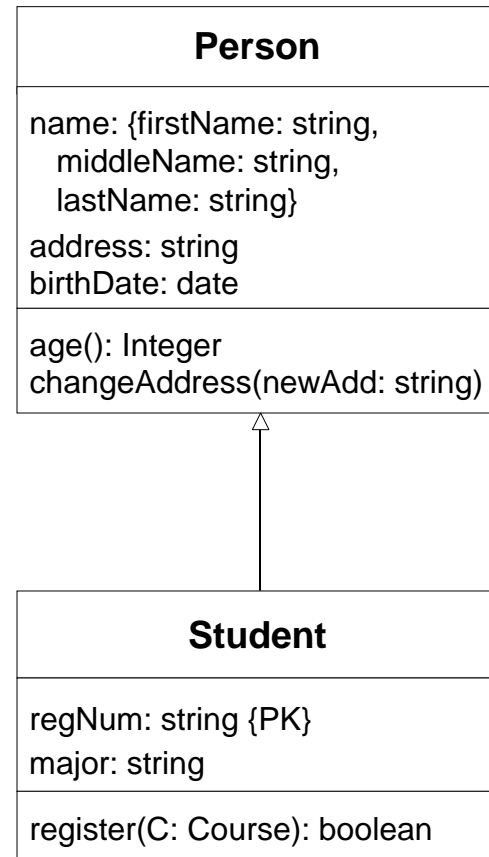 Person
name: {firstName: string,
middleName: string,
lastName: string}
address: string
birthDate: date
age(): Integer
changeAddress(newAdd: string)
Student
regNum: string {PK}
major: string
register(C: Course): boolean